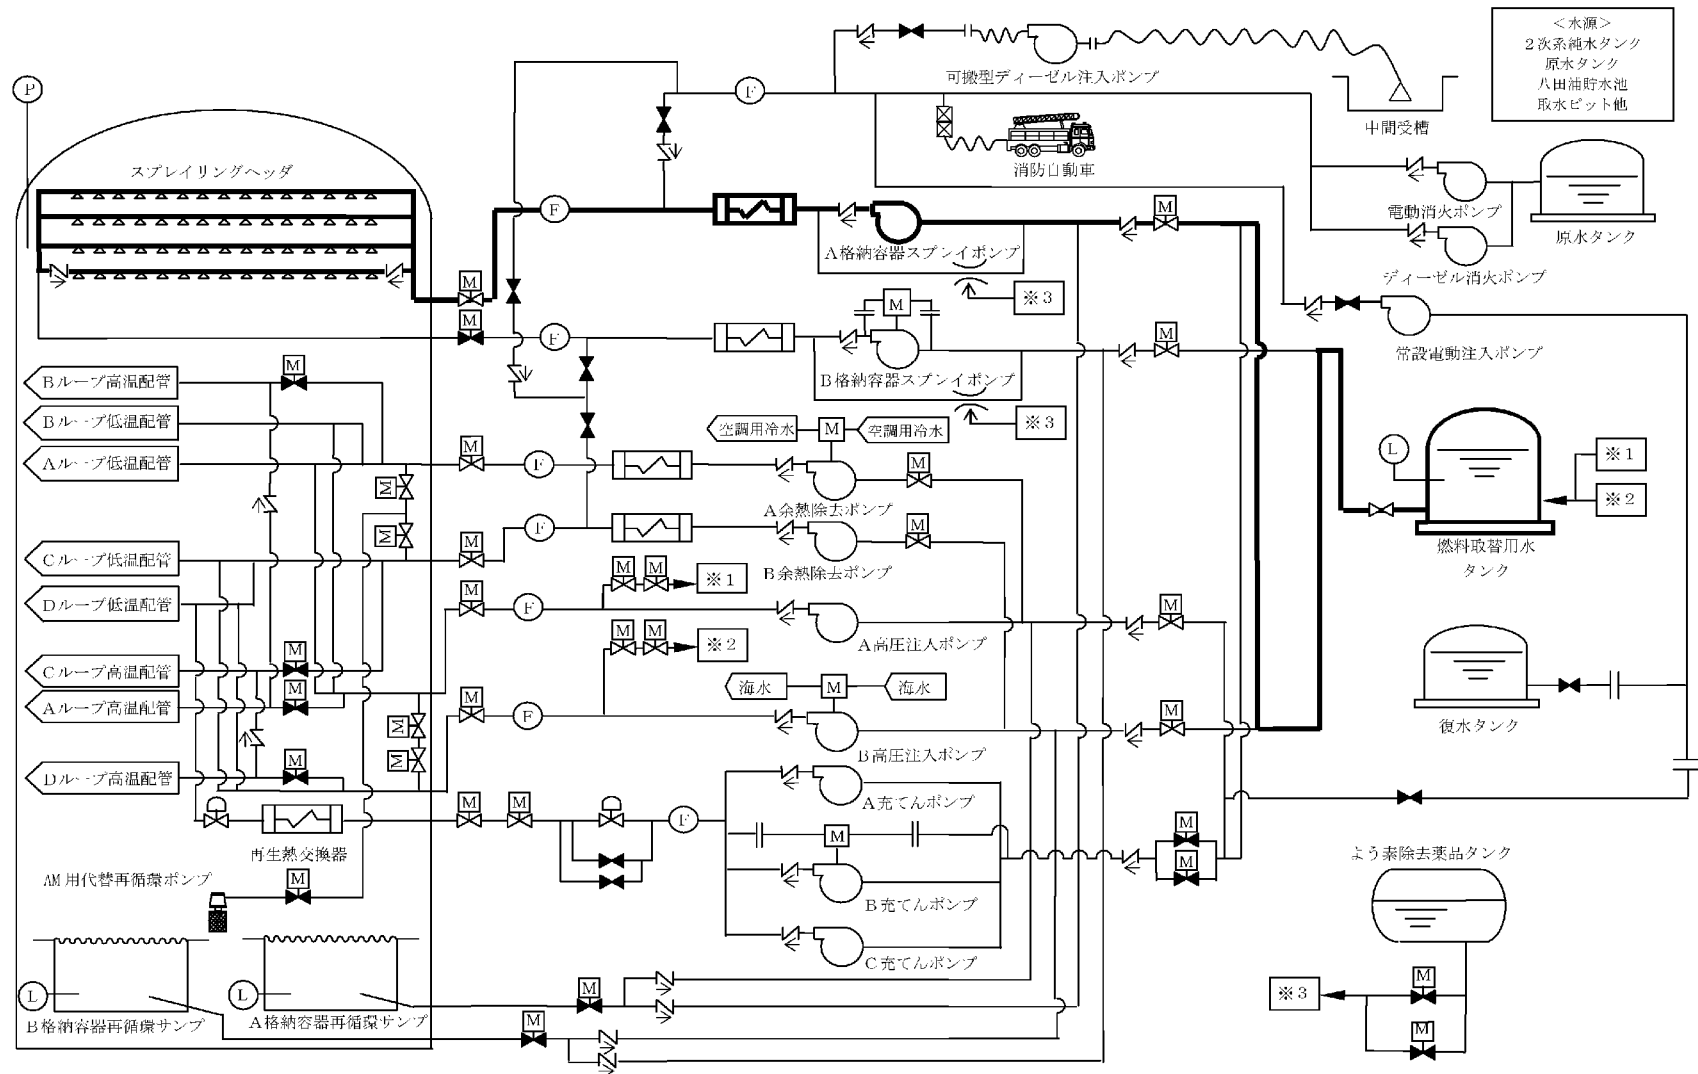 <水源>
2次系純水タンク
原水タンク
八田浦貯水池
取水ピット他
P
F
可搬型ディーゼル注入ポンプ
中間受槽
消防自動車
スプレイリングヘッダ
電動消火ポンプ
原水タンク
ディーゼル消火ポンプ
M
F
M
A格納容器スプレイポンプ
※3
M
M
F
M
M
常設電動注入ポンプ
B格納容器スプレイポンプ
※3
Bループ高温配管
M
Bループ低温配管
空調用冷水
M
空調用冷水
Aループ低温配管
M
F
M
L
※1
※2
M
A余熱除去ポンプ
M
F
M
燃料取替用水
タンク
Cループ低温配管
M
B余熱除去ポンプ
M
M
※1
Dループ低温配管
M
F
M
M
M
※2
A高圧注入ポンプ
Cループ高温配管
M
海水
M
海水
Aループ高温配管
M
M
F
M
復水タンク
M
M
B高圧注入ポンプ
Dループ高温配管
M
A充てんポンプ
M
M
F
M
M
M
再生熱交換器
よう素除去薬品タンク
AM用代替再循環ポンプ
M
B充てんポンプ
C充てんポンプ
L
L
M
※3
M
B格納容器再循環サンプ
A格納容器再循環サンプ
M
M